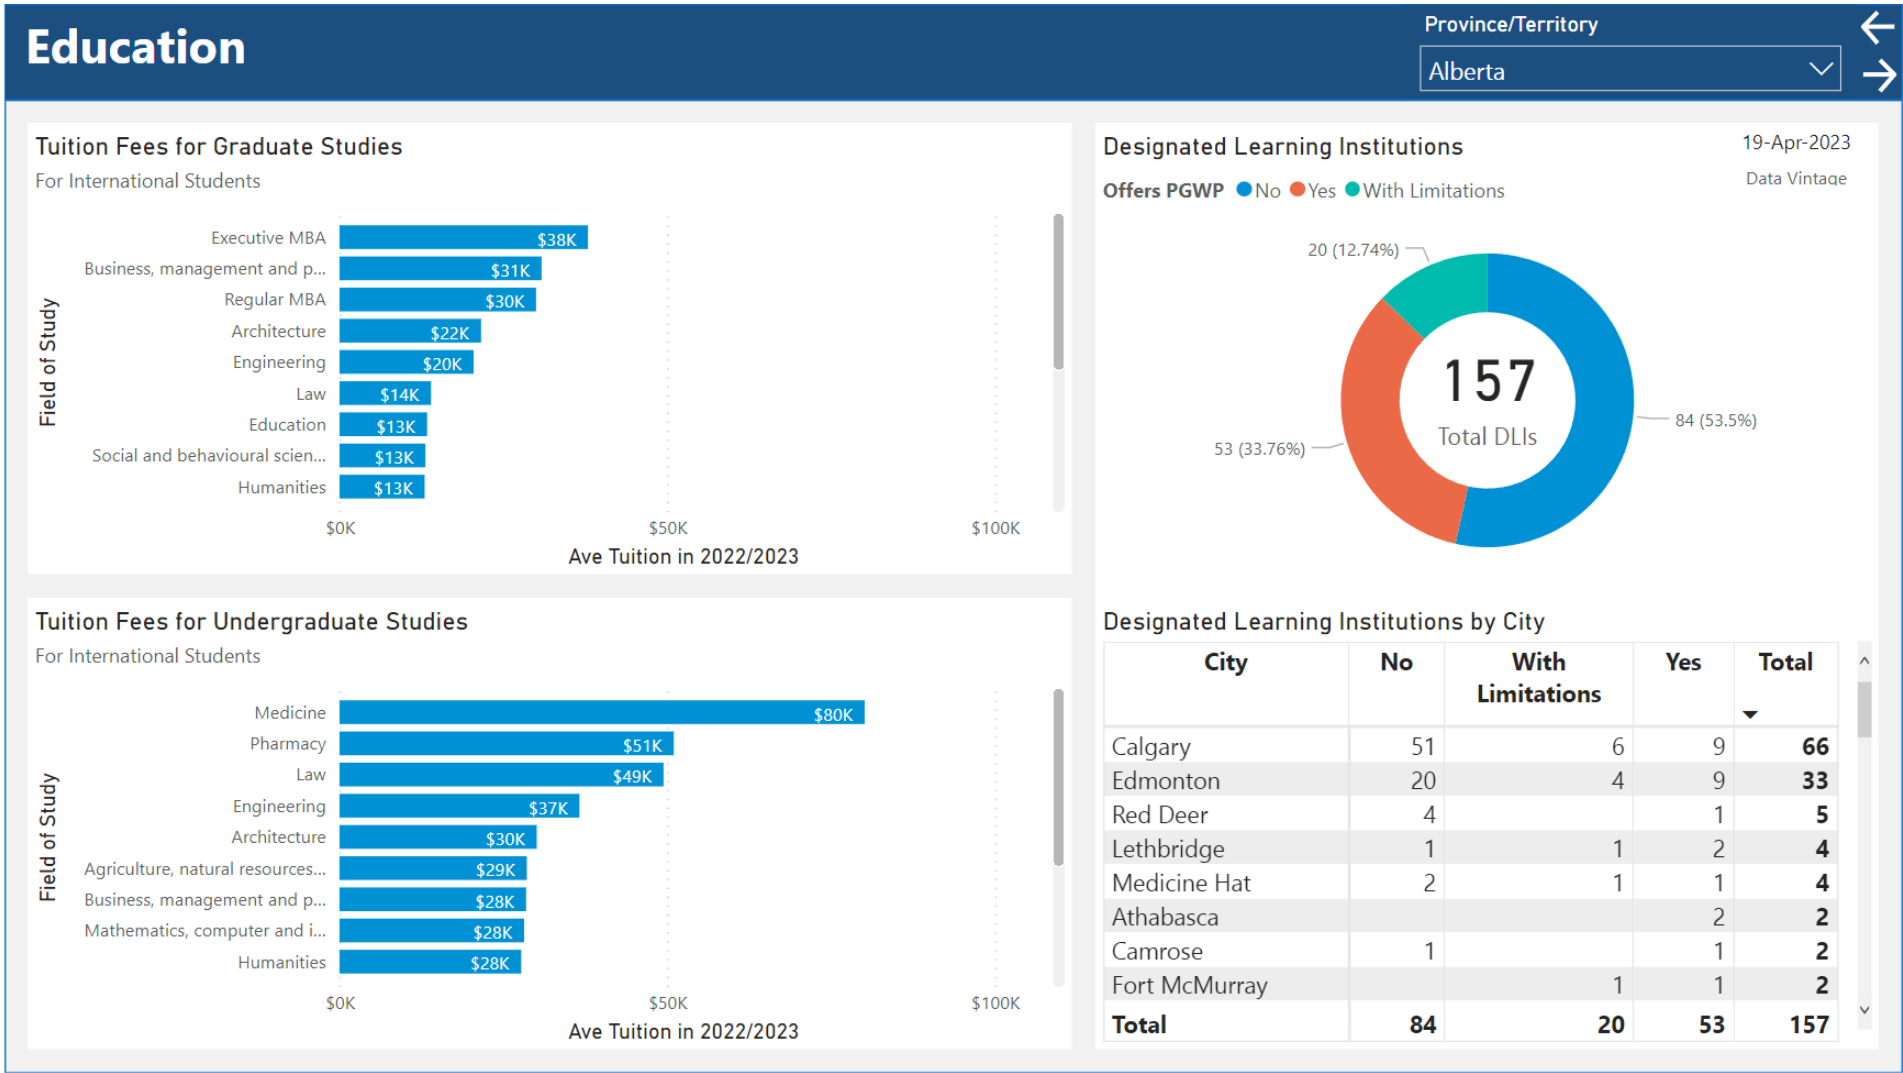 Education
Province/Territory
Alberta
Tuition Fees for Graduate Studies
For International Students
Field of Study
Executive MBA $38K
Business, management and p... $31K
Regular MBA $30K
Architecture $22K
Engineering $20K
Law $14K
Education $13K
Social and behavioural scien... $13K
Humanities $13K
$0K $50K $100K
Ave Tuition in 2022/2023
Tuition Fees for Undergraduate Studies
For International Students
Field of Study
Medicine $80K
Pharmacy $51K
Law $49K
Engineering $37K
Architecture $30K
Agriculture, natural resources... $29K
Business, management and p... $28K
Mathematics, computer and i... $28K
Humanities $28K
$0K $50K $100K
Ave Tuition in 2022/2023
Designated Learning Institutions
19-Apr-2023
Data Vintage
Offers PGWP No Yes With Limitations
20 (12.74%)
84 (53.5%)
53 (33.76%)
157
Total DLIs
Designated Learning Institutions by City
City No With Limitations Yes Total
Calgary 51 6 9 66
Edmonton 20 4 9 33
Red Deer 4 1 5
Lethbridge 1 1 2 4
Medicine Hat 2 1 1 4
Athabasca 2 2
Camrose 1 1 2
Fort McMurray 1 1 2
Total 84 20 53 157